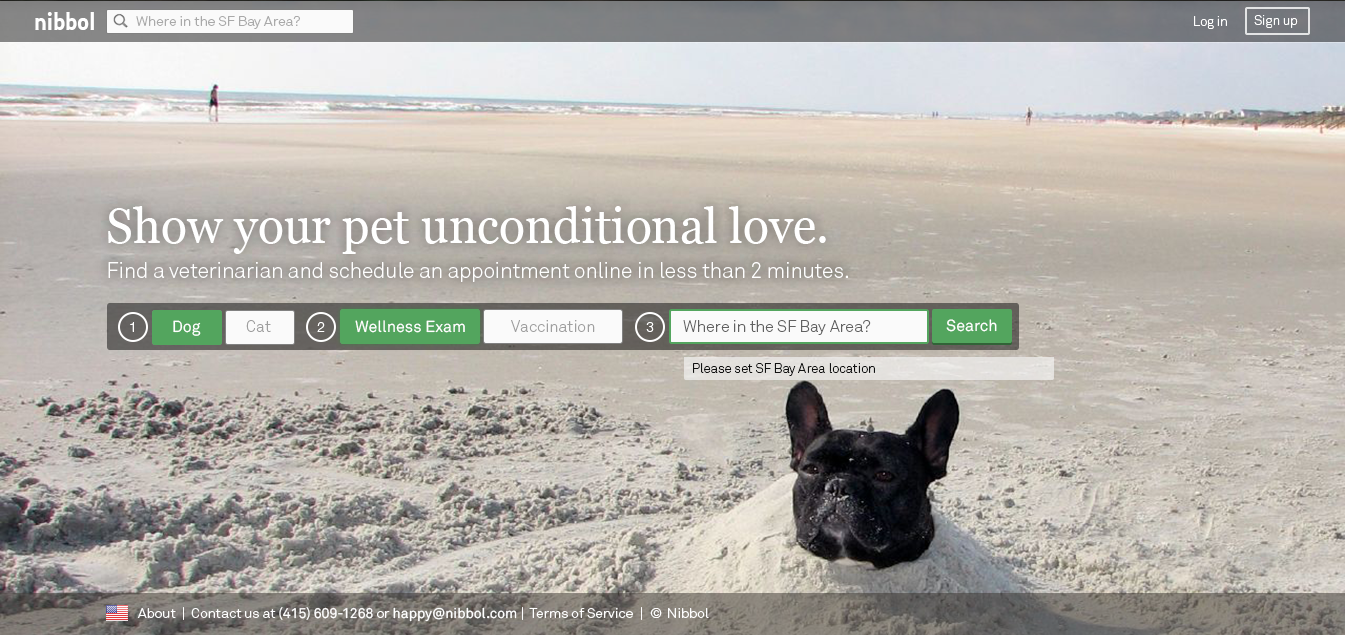 nibbol Where in the SF Bay Area? Log in Sign up
Show your pet unconditional love.
Find a veterinarian and schedule an appointment online in less than 2 minutes.
1 Dog Cat 2 Wellness Exam Vaccination 3 Where in the SF Bay Area? Search
Please set SF Bay Area location
About | Contact us at (415) 609-1268 or happy@nibbol.com | Terms of Service | © Nibbol